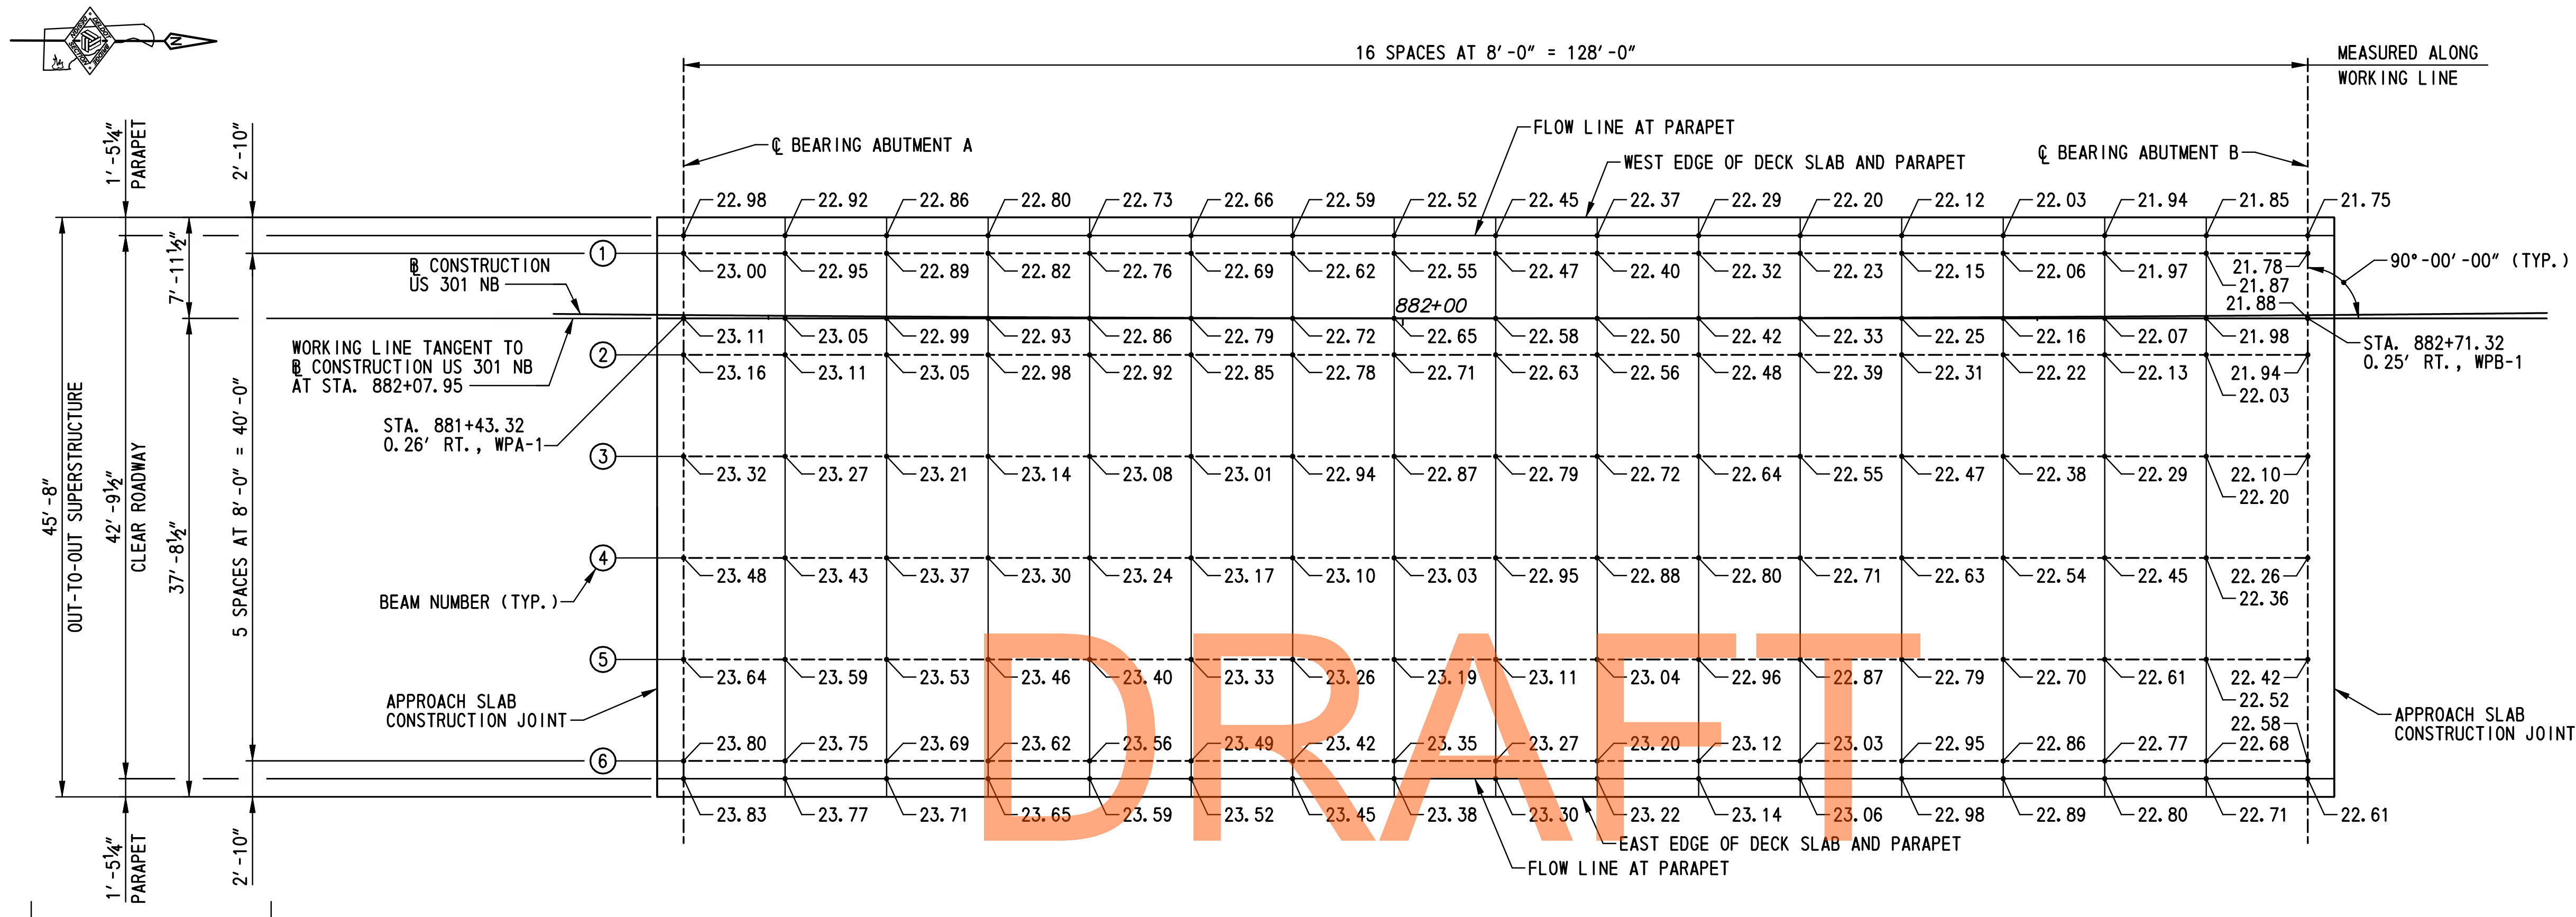 N
DELDOT
BRIDGE
DESIGN
SECTION
16 SPACES AT 8'-0" = 128'-0"
MEASURED ALONG
WORKING LINE
℄ BEARING ABUTMENT A
FLOW LINE AT PARAPET
WEST EDGE OF DECK SLAB AND PARAPET
℄ BEARING ABUTMENT B
1'-5¼"
PARAPET
2'-10"
22.98 22.92 22.86 22.80 22.73 22.66 22.59 22.52 22.45 22.37 22.29 22.20 22.12 22.03 21.94 21.85 21.75
1
23.00 22.95 22.89 22.82 22.76 22.69 22.62 22.55 22.47 22.40 22.32 22.23 22.15 22.06 21.97 21.78
21.87
90°-00'-00" (TYP.)
7'-11½"
BL CONSTRUCTION
US 301 NB
882+00
21.88
23.11 23.05 22.99 22.93 22.86 22.79 22.72 22.65 22.58 22.50 22.42 22.33 22.25 22.16 22.07 21.98
WORKING LINE TANGENT TO
BL CONSTRUCTION US 301 NB
AT STA. 882+07.95
STA. 882+71.32
0.25' RT., WPB-1
2
23.16 23.11 23.05 22.98 22.92 22.85 22.78 22.71 22.63 22.56 22.48 22.39 22.31 22.22 22.13 21.94
22.03
STA. 881+43.32
0.26' RT., WPA-1
3
23.32 23.27 23.21 23.14 23.08 23.01 22.94 22.87 22.79 22.72 22.64 22.55 22.47 22.38 22.29 22.10
22.20
45'-8"
OUT-TO-OUT SUPERSTRUCTURE
42'-9½"
CLEAR ROADWAY
37'-8½"
5 SPACES AT 8'-0" = 40'-0"
4
23.48 23.43 23.37 23.30 23.24 23.17 23.10 23.03 22.95 22.88 22.80 22.71 22.63 22.54 22.45 22.26
22.36
BEAM NUMBER (TYP.)
5
23.64 23.59 23.53 23.46 23.40 23.33 23.26 23.19 23.11 23.04 22.96 22.87 22.79 22.70 22.61 22.42
22.52
APPROACH SLAB
CONSTRUCTION JOINT
APPROACH SLAB
CONSTRUCTION JOINT
22.58
23.80 23.75 23.69 23.62 23.56 23.49 23.42 23.35 23.27 23.20 23.12 23.03 22.95 22.86 22.77 22.68
6
23.83 23.77 23.71 23.65 23.59 23.52 23.45 23.38 23.30 23.22 23.14 23.06 22.98 22.89 22.80 22.71 22.61
EAST EDGE OF DECK SLAB AND PARAPET
FLOW LINE AT PARAPET
1'-5¼"
PARAPET
2'-10"
DRAFT